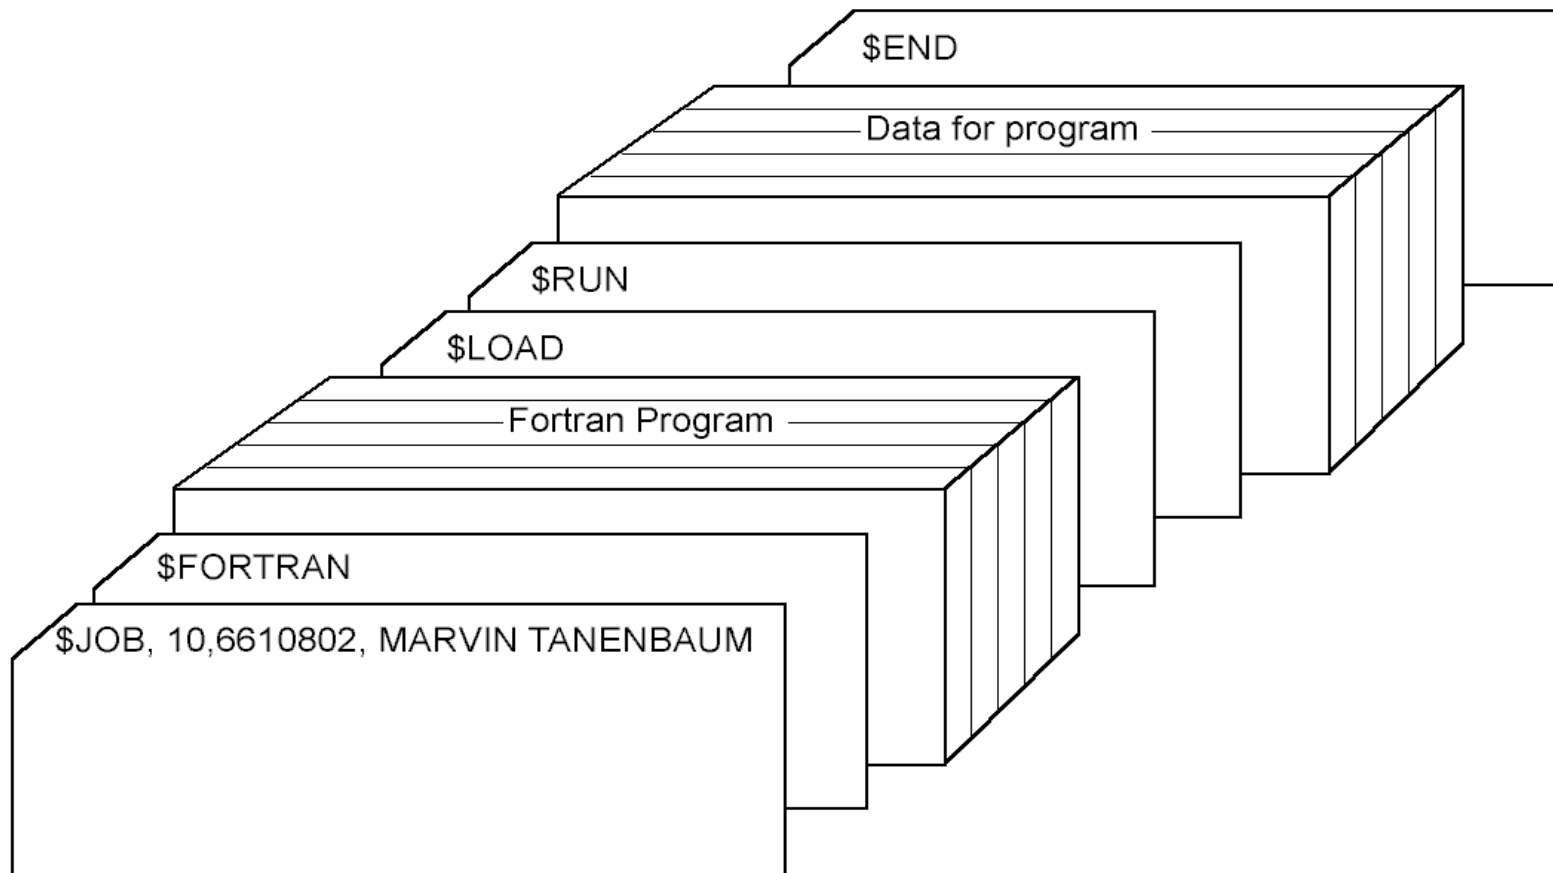 $END
Data for program
$RUN
$LOAD
Fortran Program
$FORTRAN
$JOB, 10,6610802, MARVIN TANENBAUM